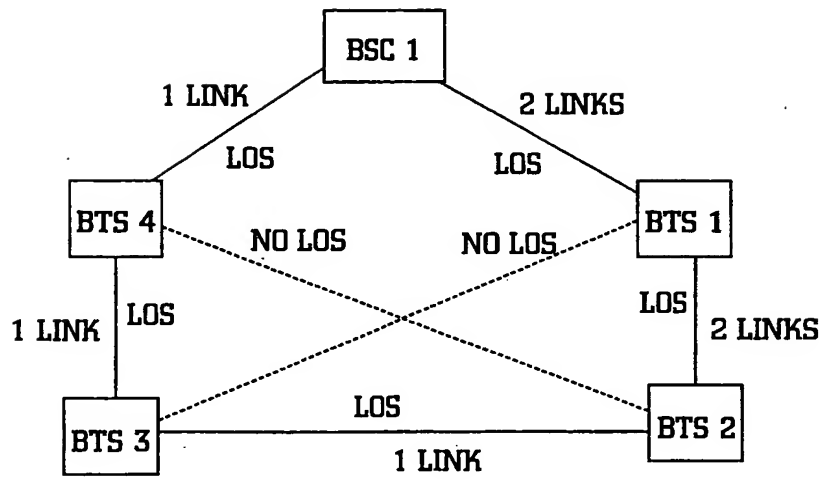 BSC 1
1 LINK
2 LINKS
LOS
LOS
BTS 4
BTS 1
NO LOS
NO LOS
LOS
LOS
1 LINK
2 LINKS
LOS
BTS 3
BTS 2
1 LINK